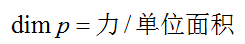 dim p = 力 / 单位面积